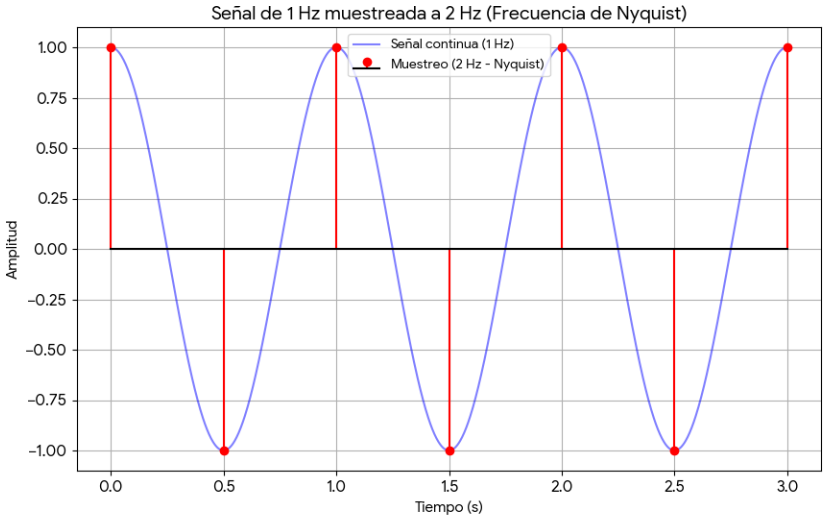 Señal de 1 Hz muestreada a 2 Hz (Frecuencia de Nyquist)
Señal continua (1 Hz)
Muestreo (2 Hz - Nyquist)
Amplitud
1.00
0.75
0.50
0.25
0.00
−0.25
−0.50
−0.75
−1.00
0.0 0.5 1.0 1.5 2.0 2.5 3.0
Tiempo (s)